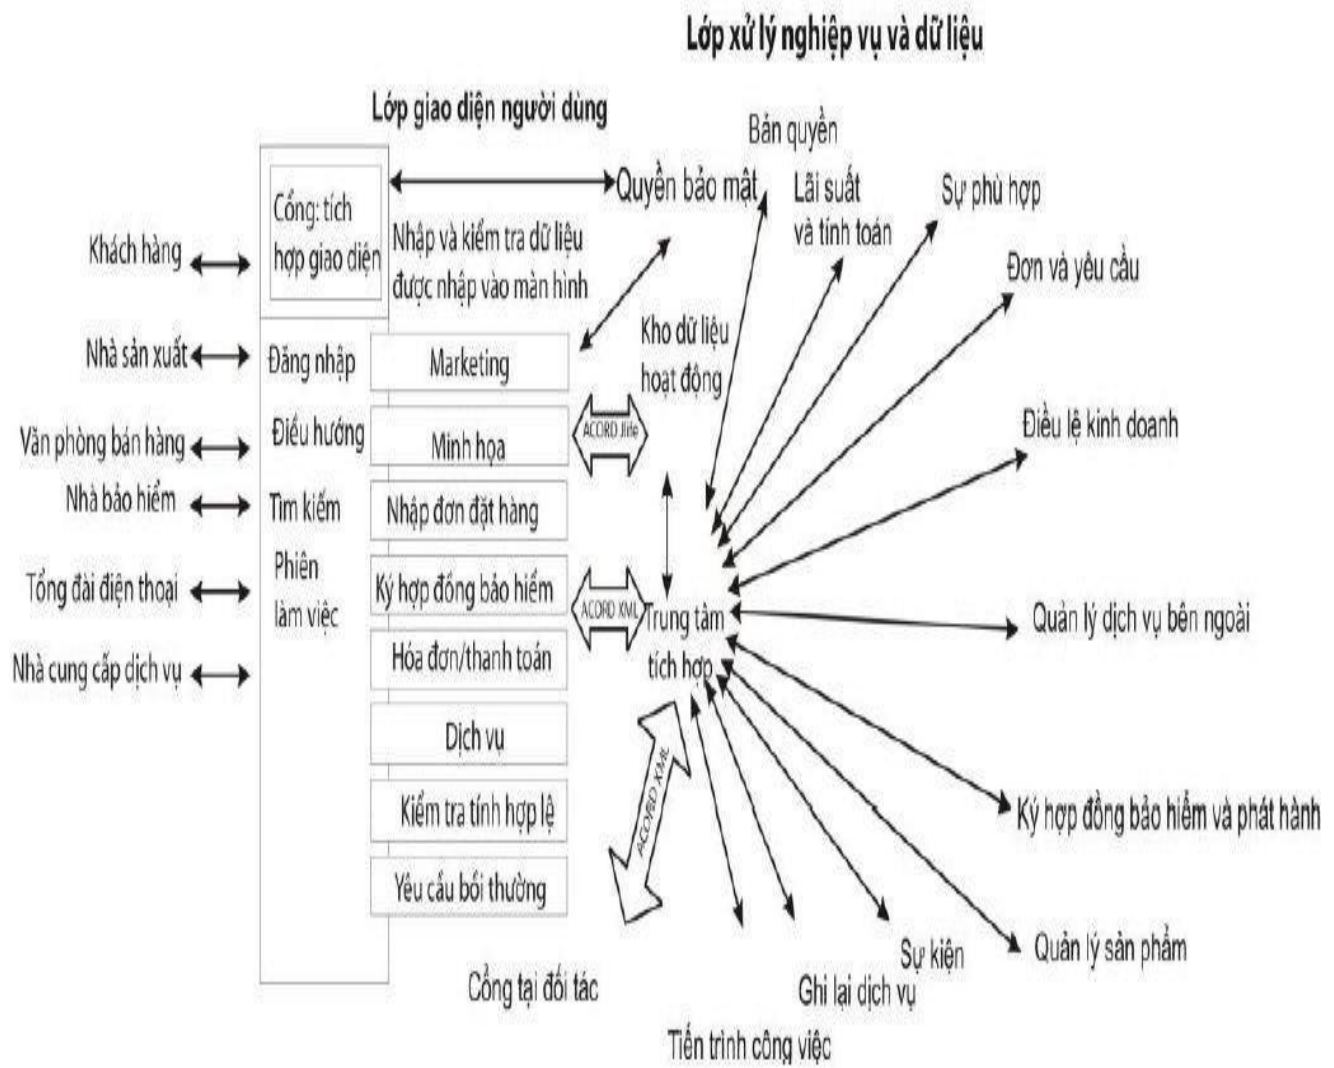 Lớp xử lý nghiệp vụ và dữ liệu
Lớp giao diện người dùng
Cổng: tích
hợp giao diện
Nhập và kiểm tra dữ liệu
được nhập vào màn hình
Khách hàng
Nhà sản xuất
Văn phòng bán hàng
Nhà bảo hiểm
Tổng đài điện thoại
Nhà cung cấp dịch vụ
Đăng nhập
Điều hướng
Tìm kiếm
Phiên
làm việc
Marketing
Minh họa
Nhập đơn đặt hàng
Ký hợp đồng bảo hiểm
Hóa đơn/thanh toán
Dịch vụ
Kiểm tra tính hợp lệ
Yêu cầu bồi thường
ACORD Jlife
ACORD XML
ACORD XML
Quyền bảo mật
Kho dữ liệu
hoạt động
Trung tâm
tích hợp
Bản quyền
Lãi suất
và tính toán
Sự phù hợp
Đơn và yêu cầu
Điều lệ kinh doanh
Quản lý dịch vụ bên ngoài
Ký hợp đồng bảo hiểm và phát hành
Quản lý sản phẩm
Sự kiện
Ghi lại dịch vụ
Tiến trình công việc
Cổng tại đối tác